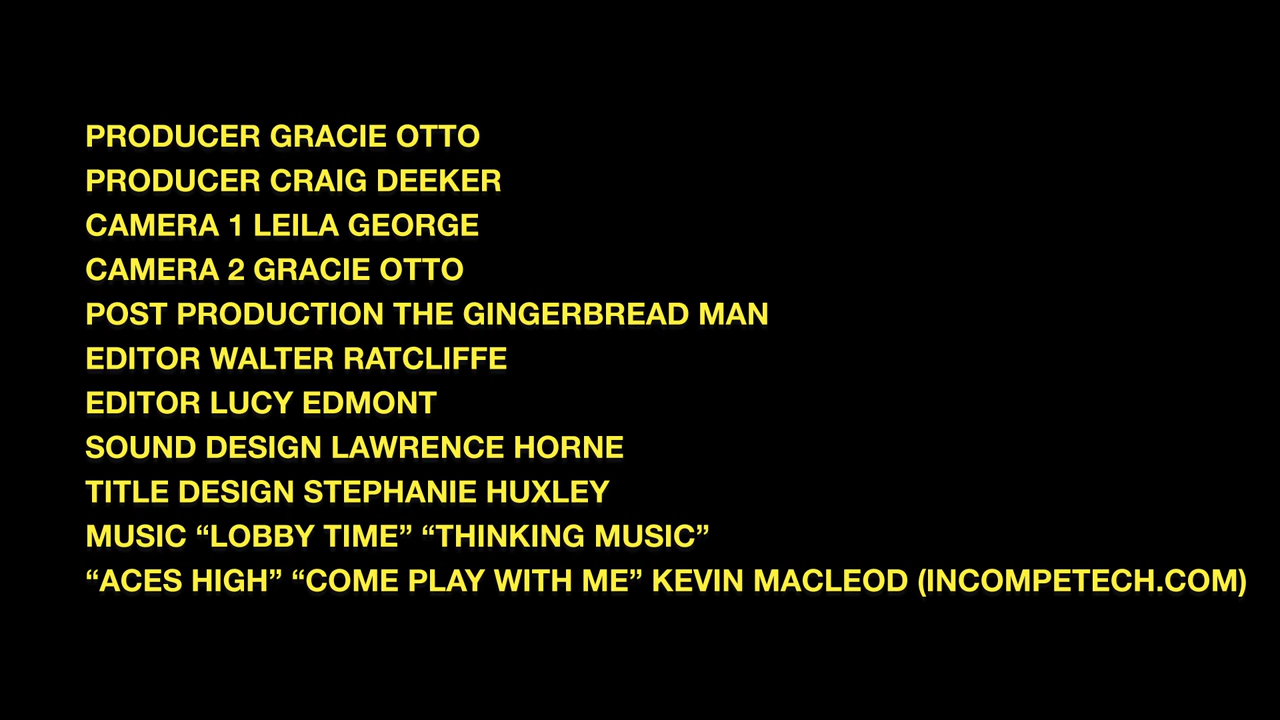 PRODUCER GRACIE OTTO
PRODUCER CRAIG DEEKER
CAMERA 1 LEILA GEORGE
CAMERA 2 GRACIE OTTO
POST PRODUCTION THE GINGERBREAD MAN
EDITOR WALTER RATCLIFFE
EDITOR LUCY EDMONT
SOUND DESIGN LAWRENCE HORNE
TITLE DESIGN STEPHANIE HUXLEY
MUSIC “LOBBY TIME” “THINKING MUSIC”
“ACES HIGH” “COME PLAY WITH ME” KEVIN MACLEOD (INCOMPETECH.COM)